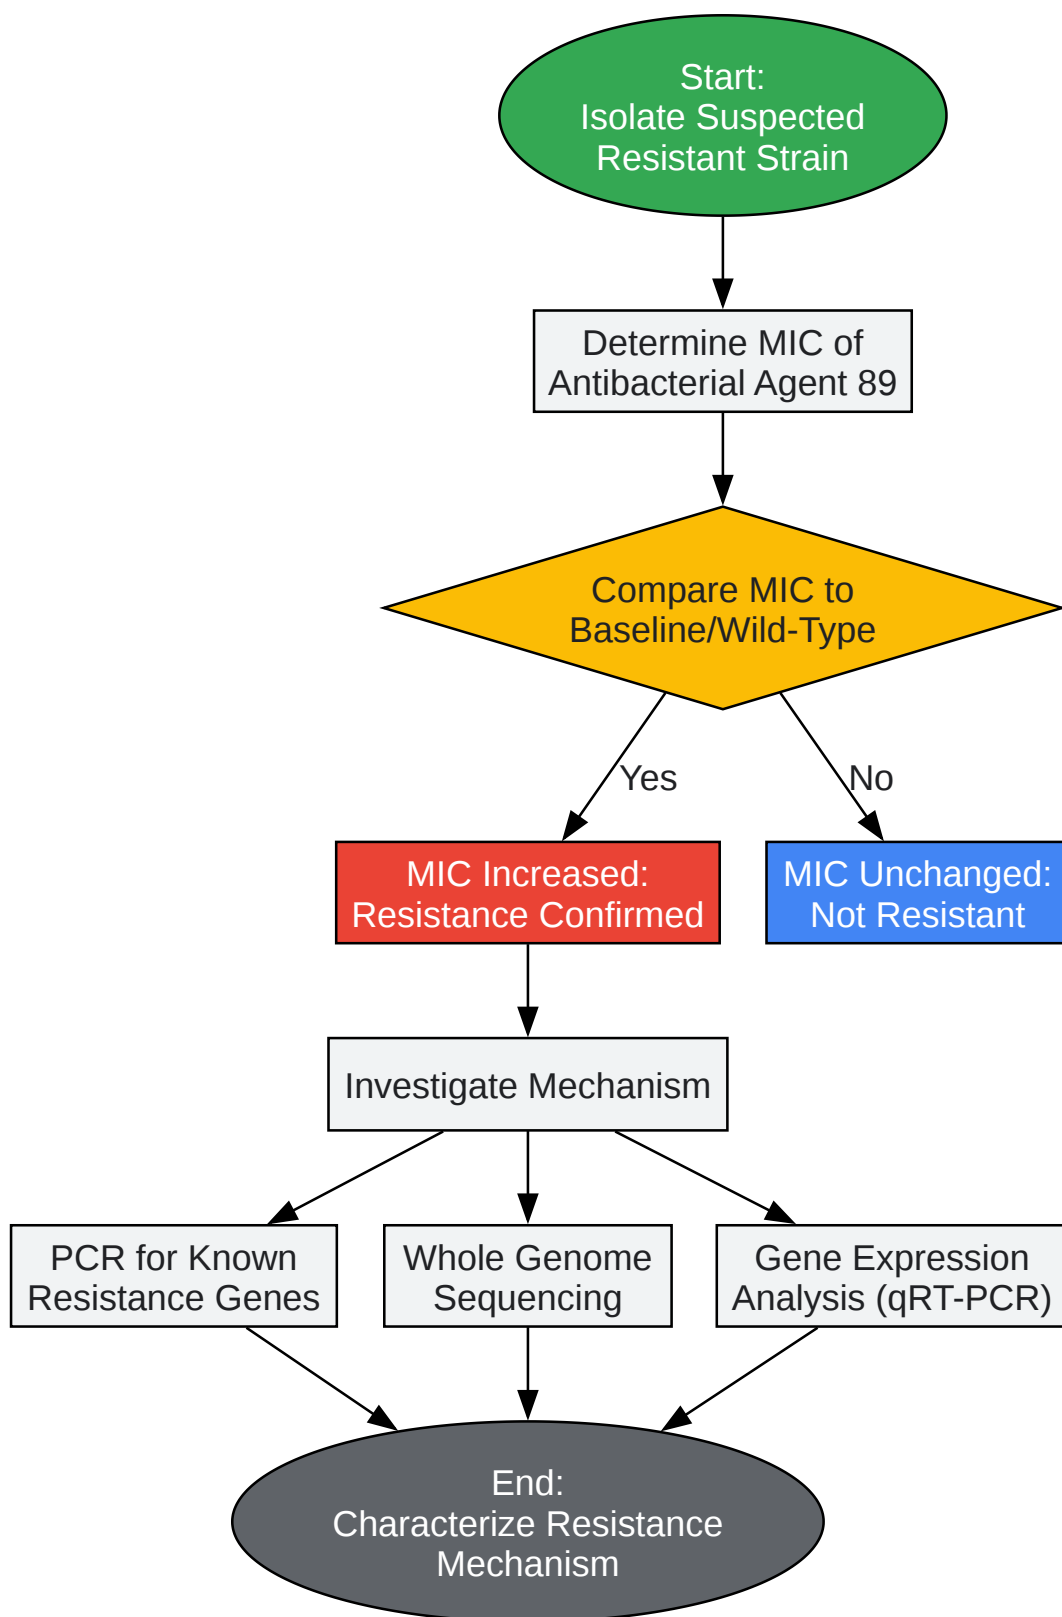 Start:
Isolate Suspected
Resistant Strain
Determine MIC of
Antibacterial Agent 89
Compare MIC to
Baseline/Wild-Type
Yes
No
MIC Increased:
Resistance Confirmed
MIC Unchanged:
Not Resistant
Investigate Mechanism
PCR for Known
Resistance Genes
Whole Genome
Sequencing
Gene Expression
Analysis (qRT-PCR)
End:
Characterize Resistance
Mechanism